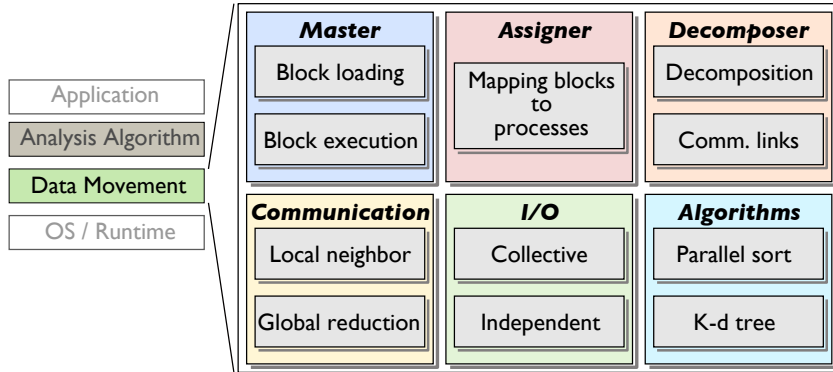 Application
Analysis Algorithm
Data Movement
OS / Runtime
Master
Block loading
Block execution
Assigner
Mapping blocks
to
processes
Decomposer
Decomposition
Comm. links
Communication
Local neighbor
Global reduction
I/O
Collective
Independent
Algorithms
Parallel sort
K-d tree